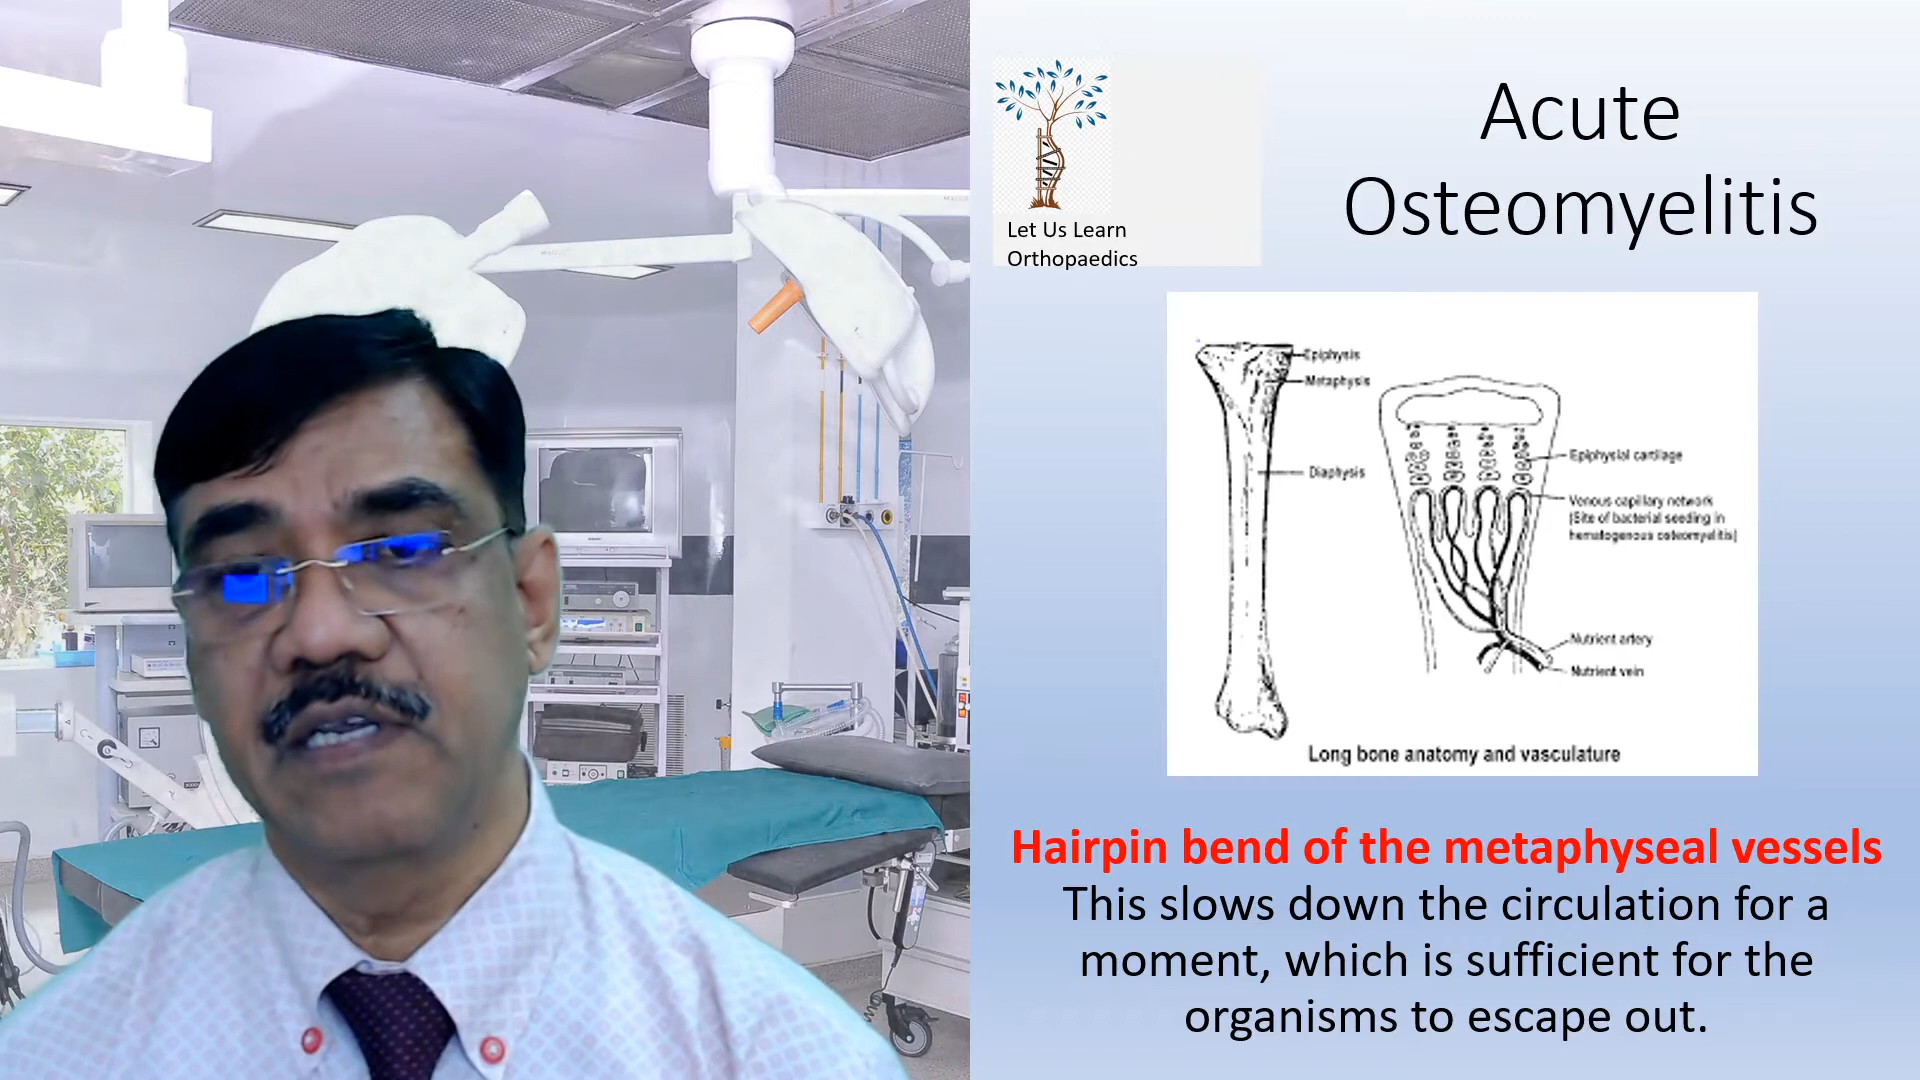 Let Us Learn
Orthopaedics
Acute
Osteomyelitis
Epiphysis
Metaphysis
Diaphysis
Epiphysial cartilage
Venous capillary network
(Site of bacterial seeding in
hematogenous osteomyelitis)
Nutrient artery
Nutrient vein
Long bone anatomy and vasculature
Hairpin bend of the metaphyseal vessels
This slows down the circulation for a
moment, which is sufficient for the
organisms to escape out.